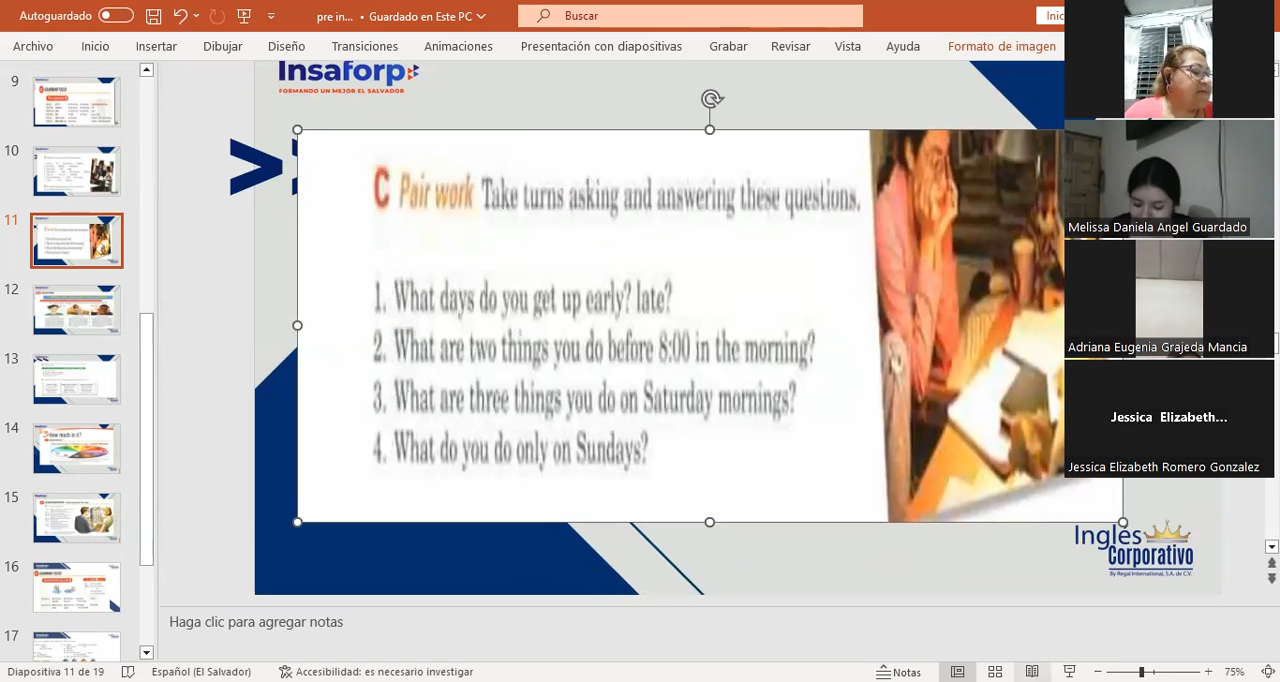 Autoguardado
pre in... • Guardado en Este PC
Buscar
Inic
Archivo Inicio Insertar Dibujar Diseño Transiciones Animaciones Presentación con diapositivas Grabar Revisar Vista Ayuda Formato de imagen
9
10
11
12
13
14
15
16
17
Insaforp
FORMANDO UN MEJOR EL SALVADOR
C Pair work Take turns asking and answering these questions.
1. What days do you get up early? late?
2. What are two things you do before 8:00 in the morning?
3. What are three things you do on Saturday mornings?
4. What do you do only on Sundays?
Inglés
Corporativo
By Regal International, S.A. de C.V.
Melissa Daniela Angel Guardado
Adriana Eugenia Grajeda Mancia
Jessica Elizabeth...
Jessica Elizabeth Romero Gonzalez
Haga clic para agregar notas
Diapositiva 11 de 19 Español (El Salvador) Accesibilidad: es necesario investigar Notas 75%